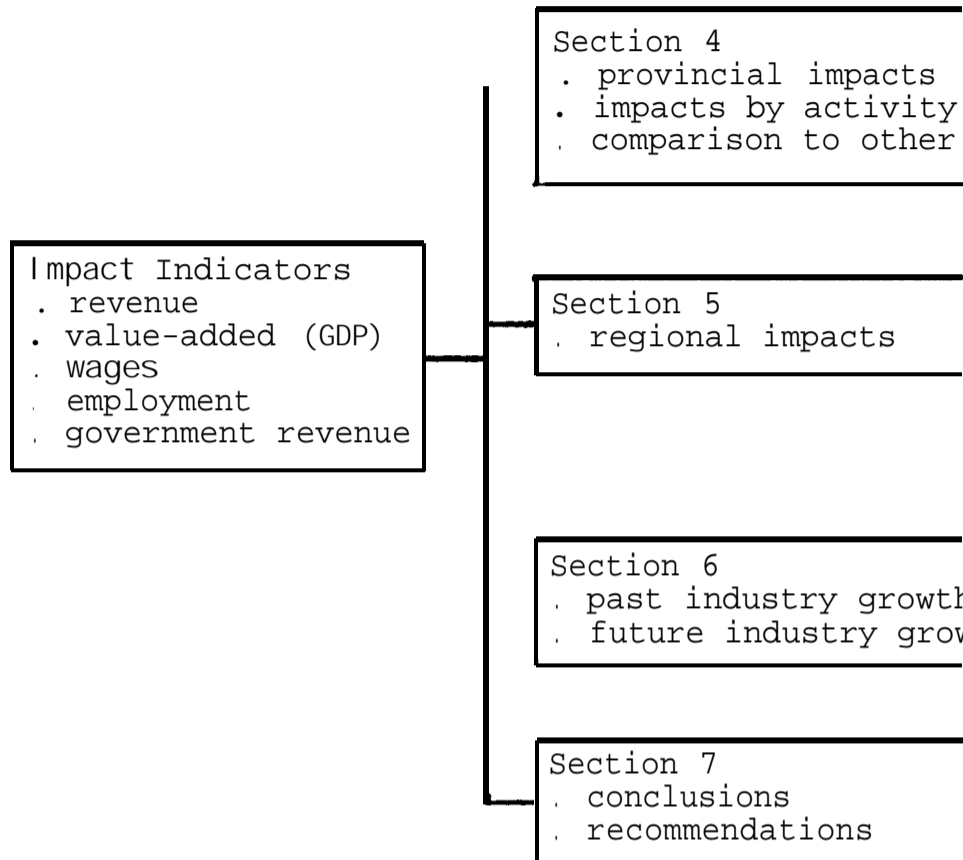 Section 4
. provincial impacts
. impacts by activity
. comparison to other
Impact Indicators
. revenue
. value-added (GDP)
. wages
. employment
. government revenue
Section 5
. regional impacts
Section 6
. past industry growth
. future industry
Section 7
. conclusions
. recommendations